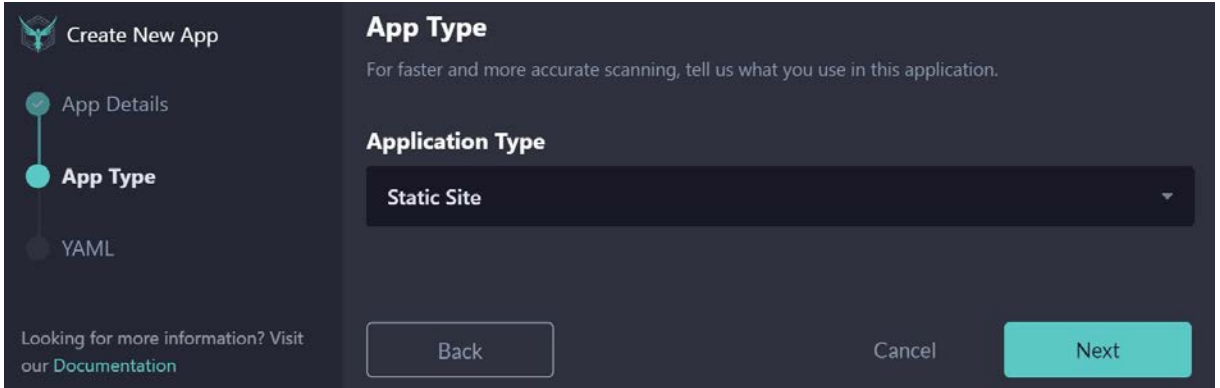 Create New App
App Details
App Type
YAML
Looking for more information? Visit
our Documentation
App Type
For faster and more accurate scanning, tell us what you use in this application.
Application Type
Static Site
Back
Cancel
Next